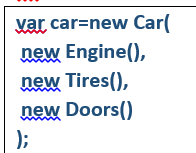 var car=new Car(
new Engine(),
new Tires(),
new Doors()
);